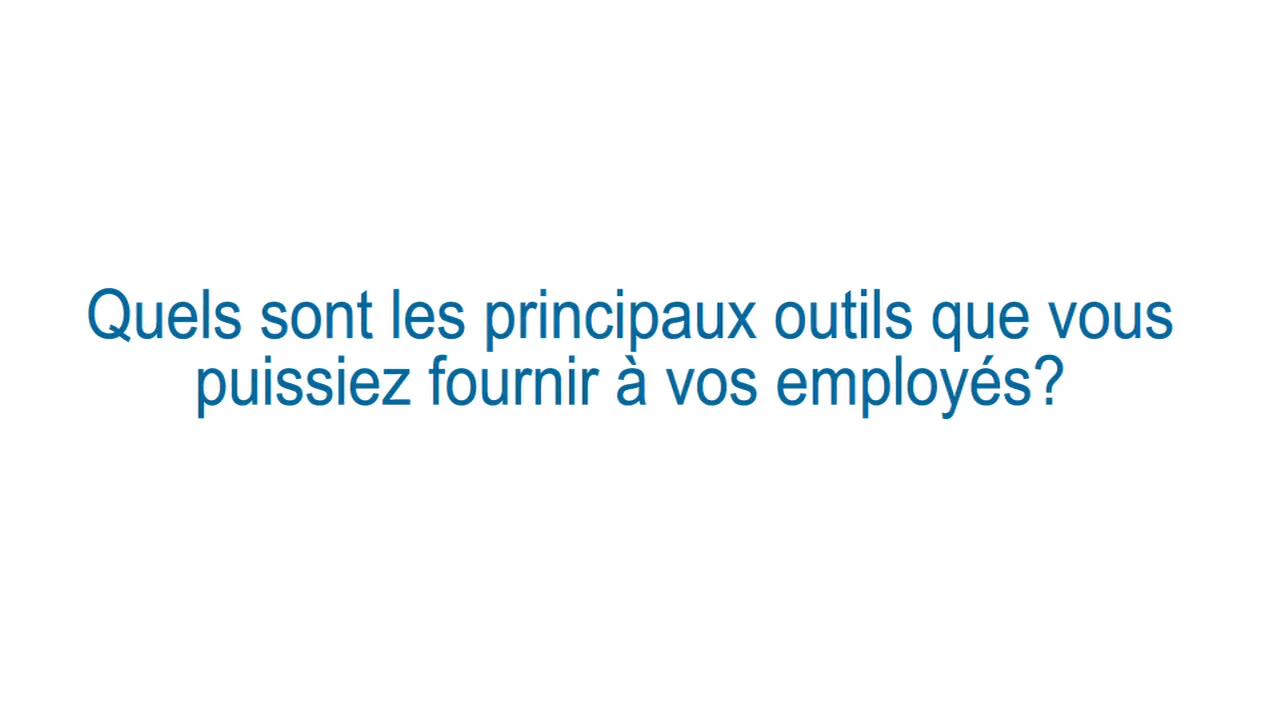 Quels sont les principaux outils que vous
puissiez fournir à vos employés?